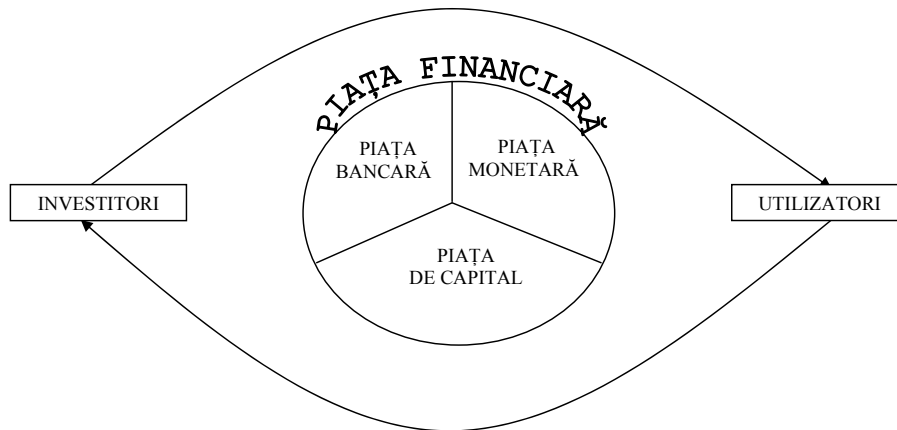 PIAȚA FINANCIARĂ
PIAȚA
BANCARĂ
PIAȚA
MONETARĂ
INVESTITORI
UTILIZATORI
PIAȚA
DE CAPITAL